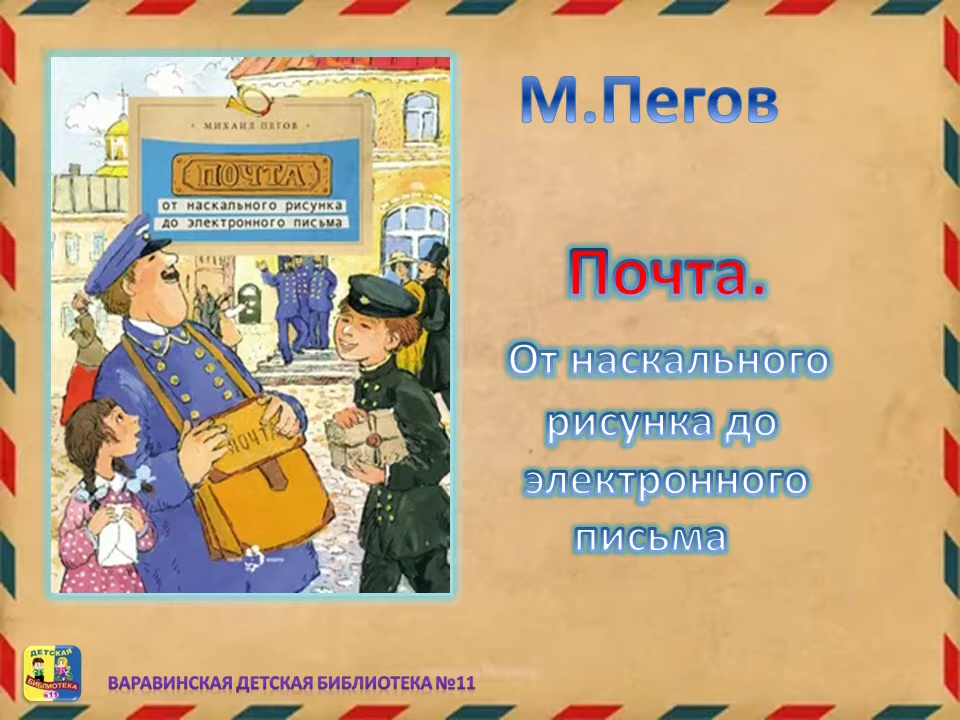 • МИХАИЛ ПЕГОВ •
ПОЧТА
от наскального рисунка
до электронного письма
ПОЧТА
М.Пегов
Почта.
От наскального
рисунка до
электронного
письма
ДЕТСКАЯ
БИБЛИОТЕКА
№11
ВАРАВИНСКАЯ ДЕТСКАЯ БИБЛИОТЕКА №11